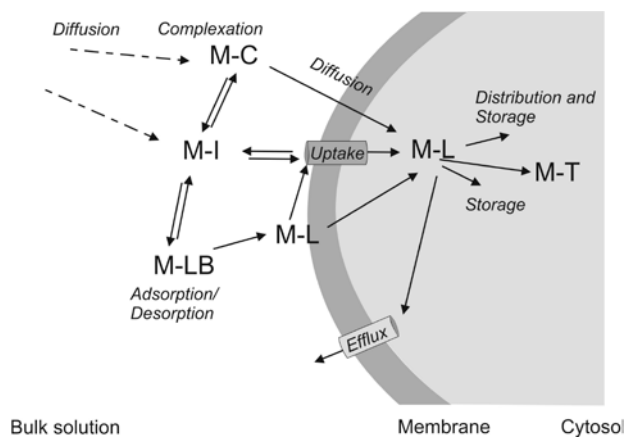 Diffusion
Complexation
M-C
Diffusion
Distribution and
Storage
M-I
Uptake
M-L
M-T
Storage
M-L
M-LB
Adsorption/
Desorption
Efflux
Bulk solution
Membrane
Cytosol